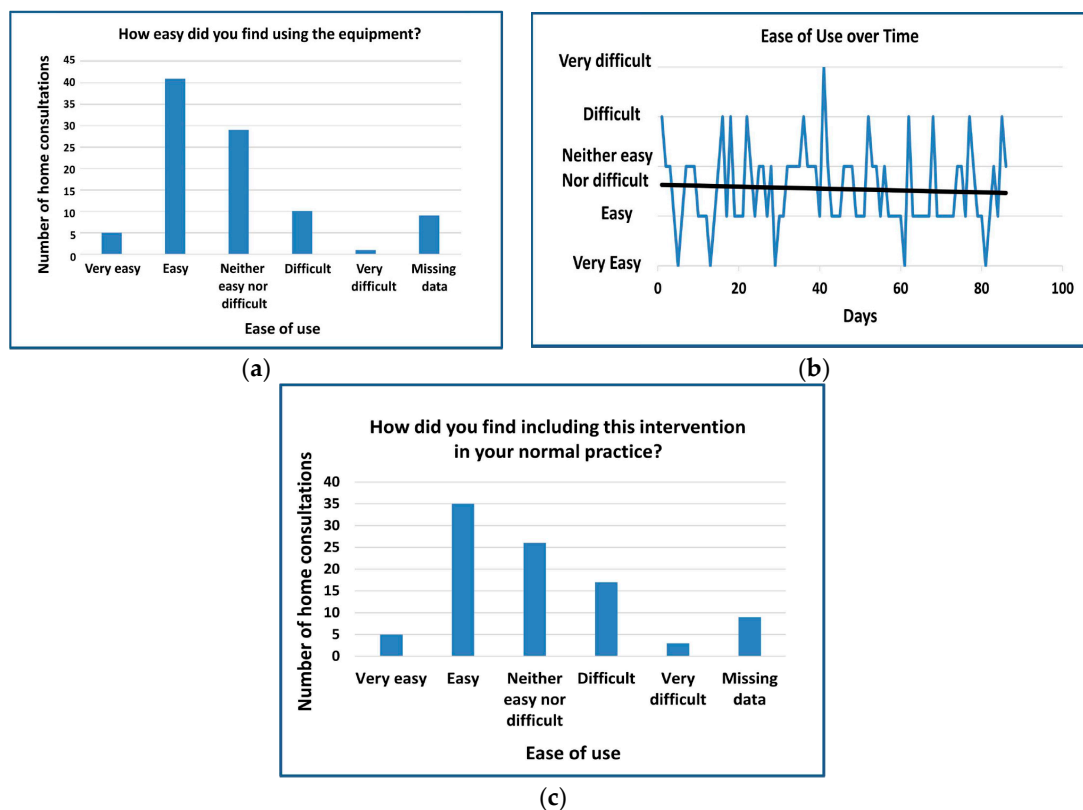 How easy did you find using the equipment?
Number of home consultations
45
40
35
30
25
20
15
10
5
0
Very easy
Easy
Neither
easy nor
difficult
Difficult
Very
difficult
Missing
data
Ease of use
(a)
Ease of Use over Time
Very difficult
Difficult
Neither easy
Nor difficult
Easy
Very Easy
0
20
40
60
80
100
Days
(b)
How did you find including this intervention
in your normal practice?
Number of home consultations
40
35
30
25
20
15
10
5
0
Very easy
Easy
Neither
easy nor
difficult
Difficult
Very
difficult
Missing
data
Ease of use
(c)